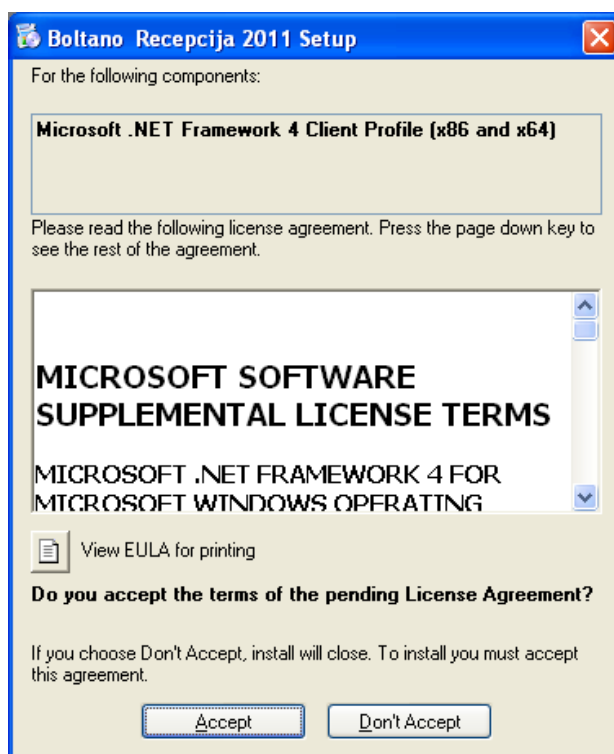 Boltano Recepcija 2011 Setup
For the following components:
Microsoft .NET Framework 4 Client Profile (x86 and x64)
Please read the following license agreement. Press the page down key to
see the rest of the agreement.
MICROSOFT SOFTWARE
SUPPLEMENTAL LICENSE TERMS
MICROSOFT .NET FRAMEWORK 4 FOR
MICROSOFT WINDOWS OPERATING
View EULA for printing
Do you accept the terms of the pending License Agreement?
If you choose Don't Accept, install will close. To install you must accept
this agreement.
Accept Don't Accept